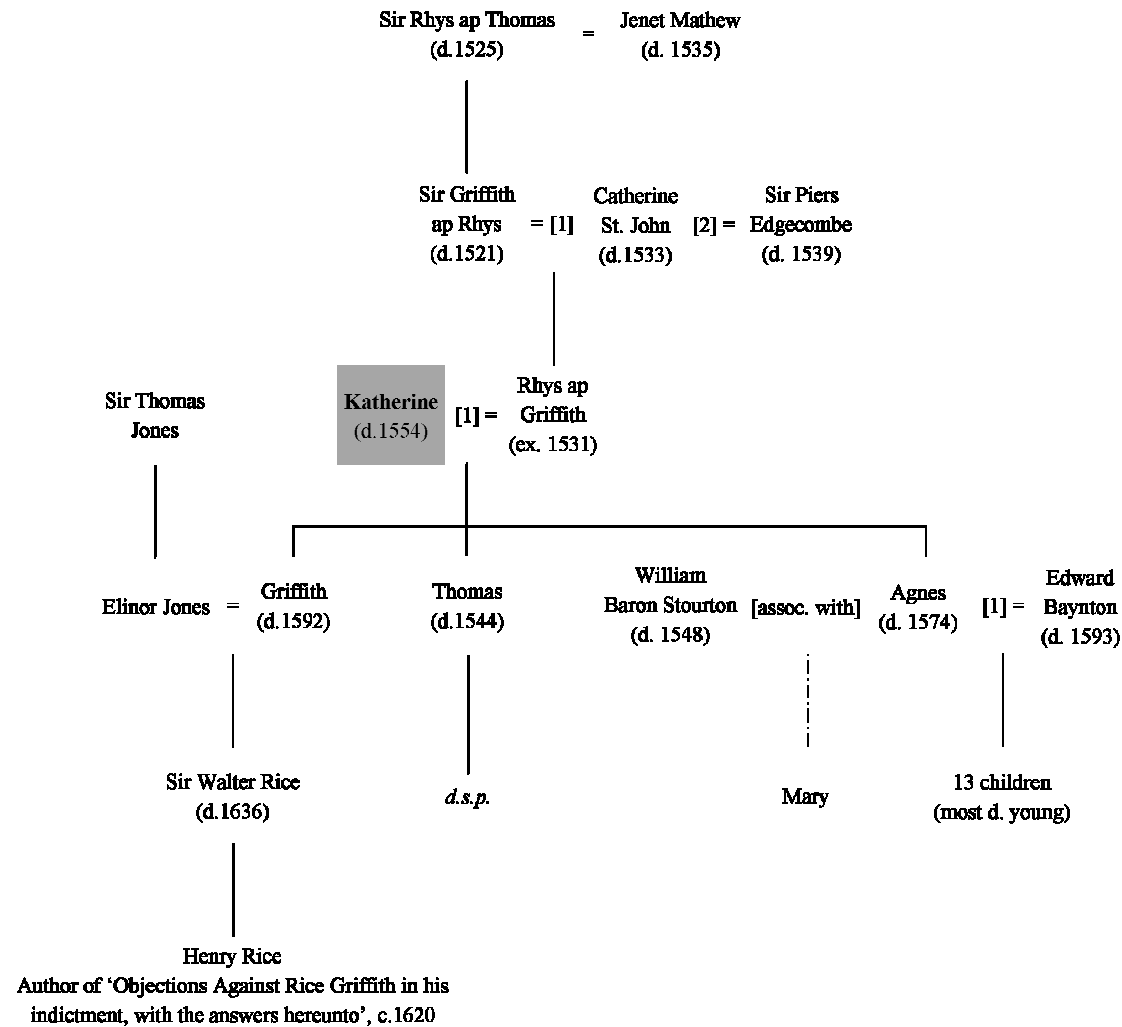 Sir Rhys ap Thomas = Jenet Mathew
(d.1525) (d. 1535)
Sir Griffith Catherine Sir Piers
ap Rhys = [1] St. John [2] = Edgecombe
(d.1521) (d.1533) (d. 1539)
Sir Thomas
Jones
Katherine
(d.1554)
[1] =
Rhys ap
Griffith
(ex. 1531)
Elinor Jones =
Griffith
(d.1592)
Thomas
(d.1544)
William
Baron Stourton
(d. 1548)
[assoc. with]
Agnes
(d. 1574)
[1] =
Edward
Baynton
(d. 1593)
Sir Walter Rice
(d.1636)
d.s.p.
Mary
13 children
(most d. young)
Henry Rice
Author of ‘Objections Against Rice Griffith in his
indictment, with the answers hereunto’, c.1620